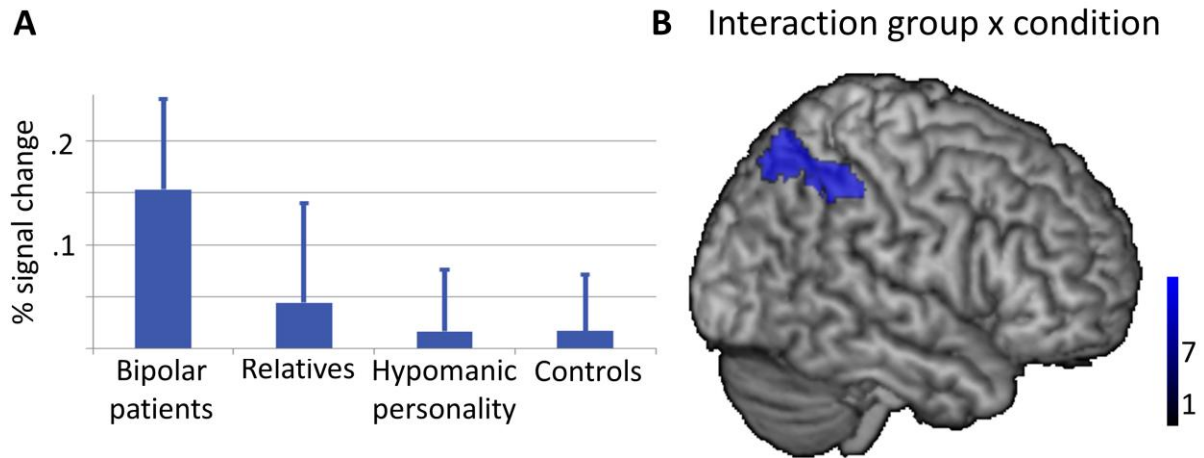 A
% signal change
.2
.1
Bipolar
patients
Relatives
Hypomanic
personality
Controls
B Interaction group x condition
7
1